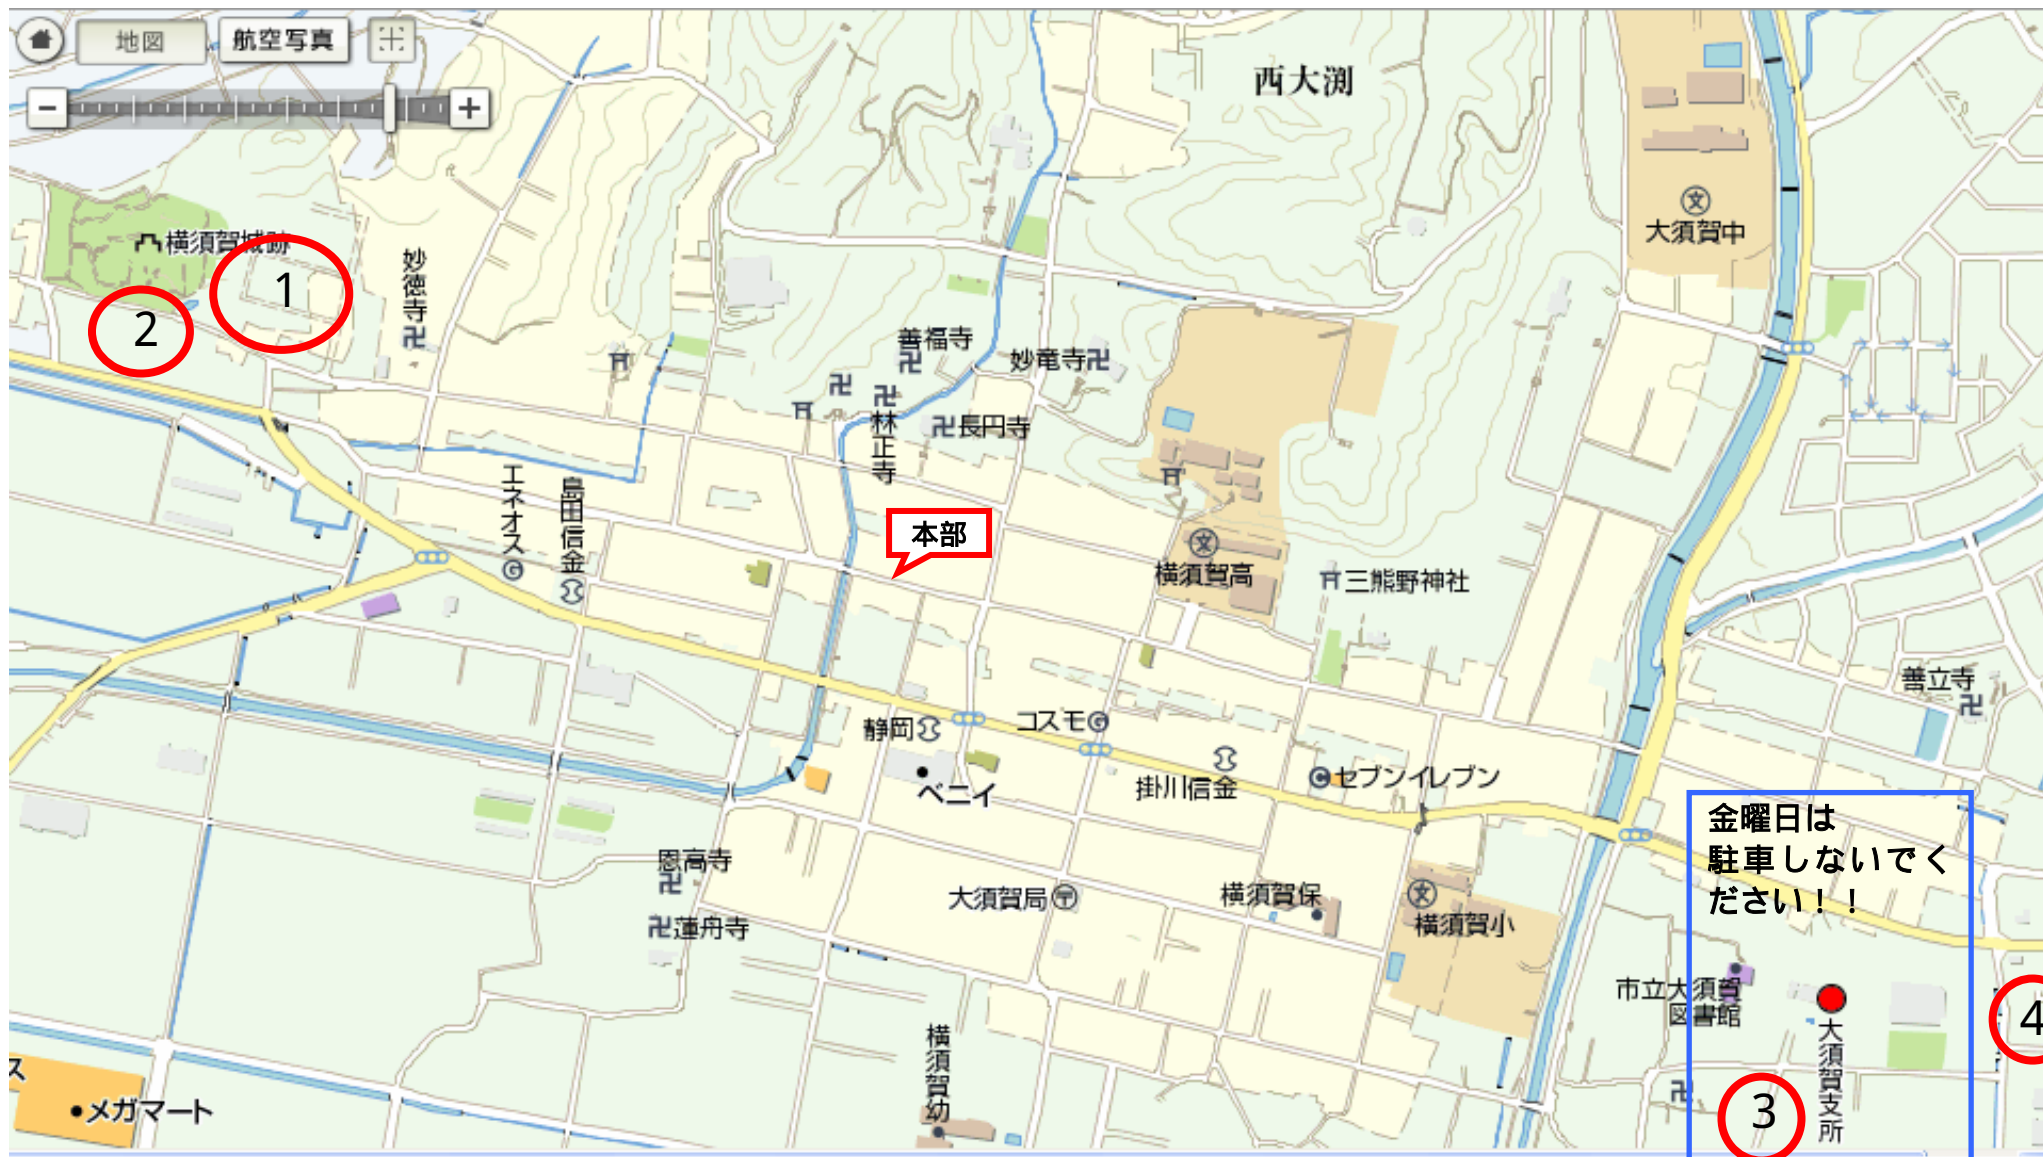 地図
航空写真
西大渕
大須賀中
横須賀城跡
1
2
妙徳寺
善福寺
妙竜寺
長円寺
林正寺
エネオス
島田信金
本部
横須賀高
三熊野神社
善立寺
静岡
コスモ
ベニイ
掛川信金
セブンイレブン
金曜日は
駐車しないでく
ださい！！
恩高寺
蓮舟寺
大須賀局
横須賀保
横須賀小
市立大須賀
図書館
大須賀支所
4
3
横須賀幼
ス
メガマート